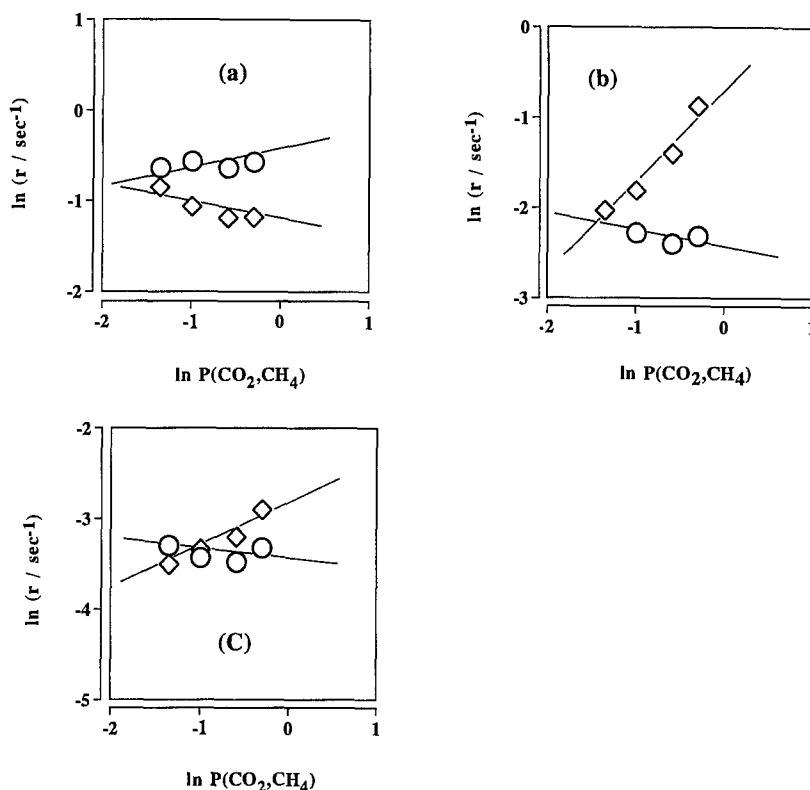 1
0
-1
-2
ln (r / sec⁻¹)
(a)
-2 -1 0 1
ln P(CO₂,CH₄)
0
-1
-2
-3
ln (r / sec⁻¹)
(b)
-2 -1 0 1
ln P(CO₂,CH₄)
-2
-3
-4
-5
ln (r / sec⁻¹)
(C)
-2 -1 0 1
ln P(CO₂,CH₄)